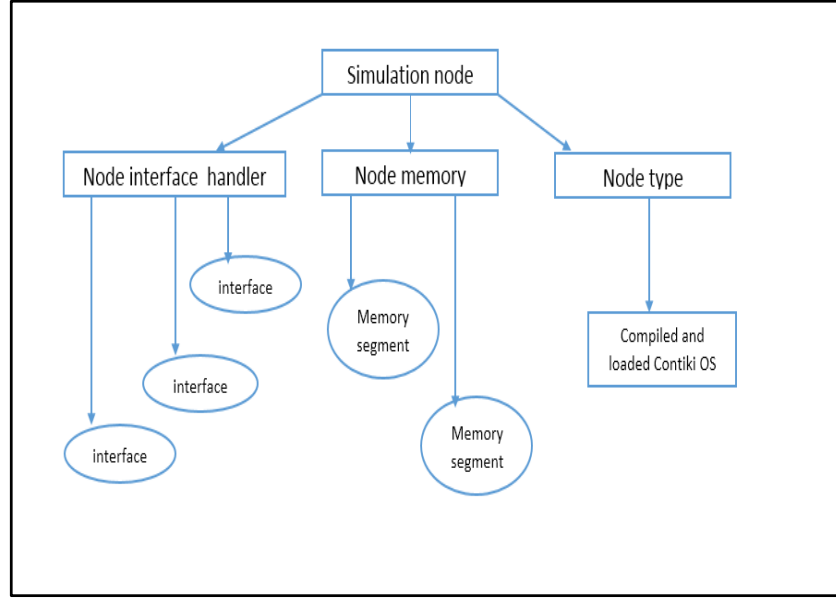 Simulation node
Node interface handler
Node memory
Node type
interface
Memory
segment
Compiled and
loaded Contiki OS
interface
Memory
segment
interface